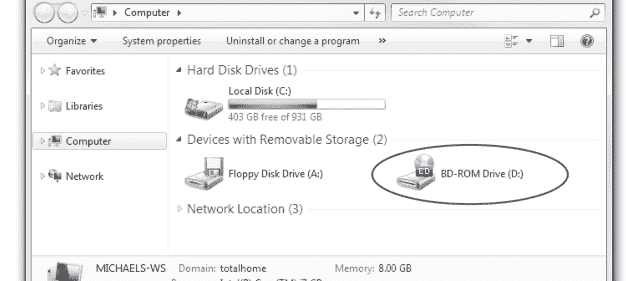 Computer
Search Computer
Organize
System properties
Uninstall or change a program
»
Favorites
Libraries
Computer
Network
Hard Disk Drives (1)
Local Disk (C:)
403 GB free of 931 GB
Devices with Removable Storage (2)
Floppy Disk Drive (A:)
BD
BD-ROM Drive (D:)
Network Location (3)
MICHAELS-WS Domain: totalhome Memory: 8.00 GB